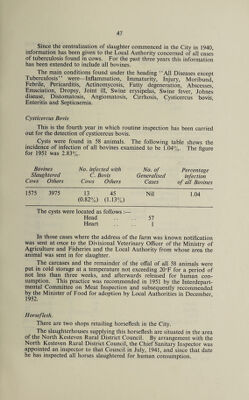 47
Since the centralization of slaughter commenced in the City in 1940,
information has been given to the Local Authority concerned of all cases
of tuberculosis found in cows. For the past three years this information
has been extended to include all bovines.
The main conditions found under the heading "All Diseases except
Tuberculosis" were—Inflammation, Immaturity, Injury, Moribund,
Febrile, Pericarditis, Actinomycosis, Fatty degeneration, Abscesses,
Emaciation, Dropsy, Joint ill, Swine erysipelas, Swine fever, Johnes
disease, Distomatosis, Angiomatosis, Cirrhosis, Cysticercus bovis,
Enteritis and Septicaemia.
Cysticercus Bovis
This is the fourth year in which routine inspection has been carried
out for the detection of cysticercus bovis.
Cysts were found in 58 animals. The following table shows the
incidence of infection of all bovines examined to be 1.04%. The figure
for 1951 was 2.83%.
Bovines Slaughtered No. infected with C. Bovis No. of Generalised Cases Percentage infection of all Bovines
Cows Others Cows Others
1575 3975 13 45 Nil 1.04
(0.82%) (1.13%)
The cysts were located as follows :—
Head .. .. 57
Heart .. .. 1
In those cases where the address of the farm was known notification
was sent at once to the Divisional Veterinary Officer of the Ministry of
Agriculture and Fisheries and the Local Authority from whose area the
animal was sent in for slaughter.
The carcases and the remainder of the offal of all 58 animals were
put in cold storage at a temperature not exceeding 20°F for a period of
not less than three weeks, and afterwards released for human con-
sumption. This practice was recommended in 1951 by the Interdepart-
mental Committee on Meat Inspection and subsequently recommended
by the Minister of Food for adoption by Local Authorities in December,
1952.
Horseflesh.
There are two shops retailing horseflesh in the City.
The slaughterhouses supplying this horseflesh are situated in the area
of the North Kesteven Rural District Council. By arrangement with the
North Kesteven Rural District Council, the Chief Sanitary Inspector was
appointed an inspector to that Council in July, 1941, and since that date
he has inspected all horses slaughtered for human consumption.